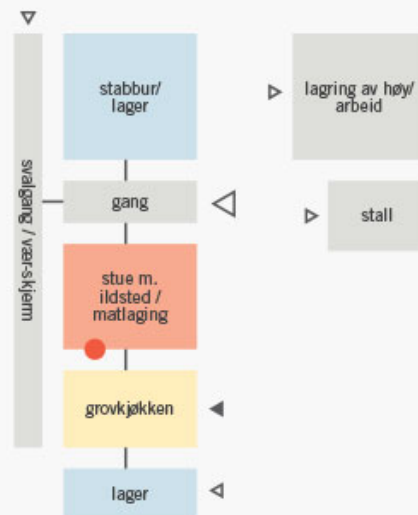 stabbur/
lager
lagring av høy/
arbeid
svalgang / vær-skjerm
gang
stall
stue m.
ildsted /
matlaging
grovkjøkken
lager